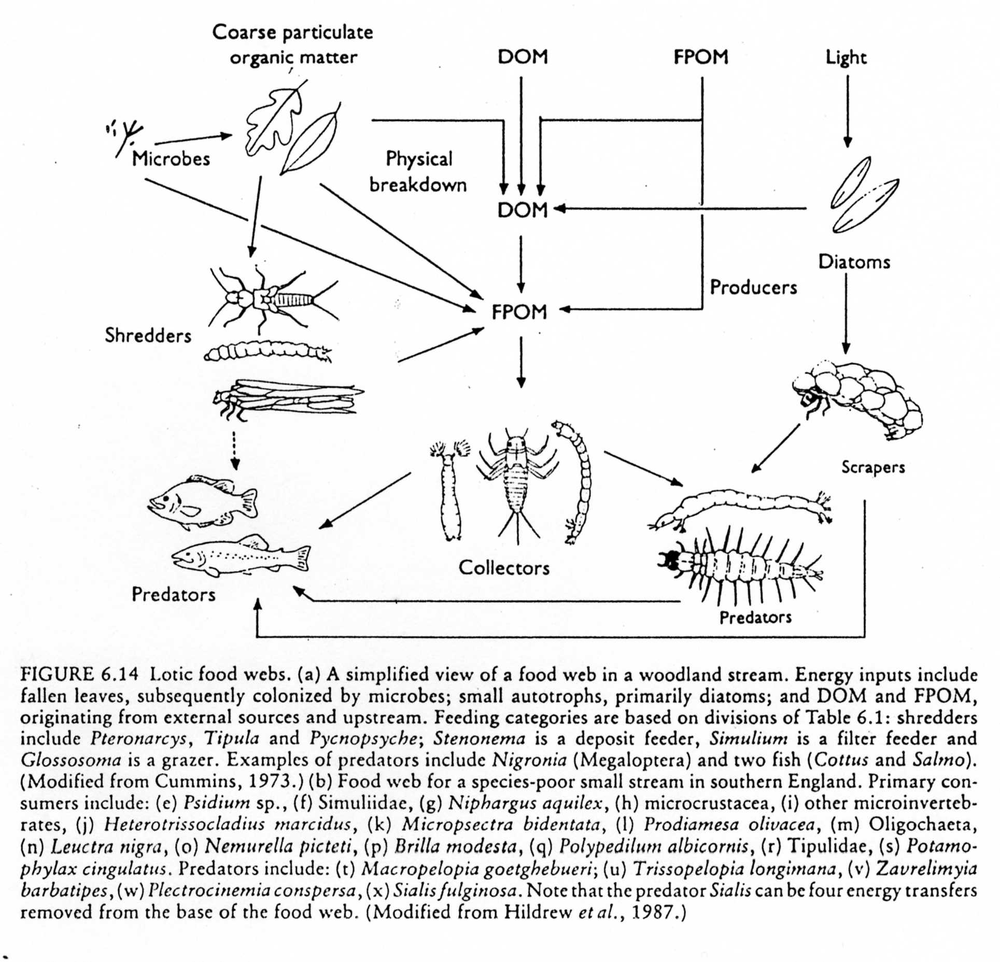 Coarse particulate
organic matter
DOM
FPOM
Light
Microbes
Physical
breakdown
DOM
Diatoms
Producers
FPOM
Shredders
Scrapers
Collectors
Predators
Predators
FIGURE 6.14 Lotic food webs. (a) A simplified view of a food web in a woodland stream. Energy inputs include
fallen leaves, subsequently colonized by microbes; small autotrophs, primarily diatoms; and DOM and FPOM,
originating from external sources and upstream. Feeding categories are based on divisions of Table 6.1: shredders
include Pteronarcys, Tipula and Pycnopsyche; Stenonema is a deposit feeder, Simulium is a filter feeder and
Glossosoma is a grazer. Examples of predators include Nigronia (Megaloptera) and two fish (Cottus and Salmo).
(Modified from Cummins, 1973.) (b) Food web for a species-poor small stream in southern England. Primary con-
sumers include: (e) Psidium sp., (f) Simuliidae, (g) Niphargus aquilex, (h) microcrustacea, (i) other microinverteb-
rates, (j) Heterotrissocladius marcidus, (k) Micropsectra bidentata, (l) Prodiamesa olivacea, (m) Oligochaeta,
(n) Leuctra nigra, (o) Nemurella picteti, (p) Brilla modesta, (q) Polypedilum albicornis, (r) Tipulidae, (s) Potamo-
phylax cingulatus. Predators include: (t) Macropelopia goetghebueri; (u) Trissopelopia longimana, (v) Zavrelimyia
barbatipes, (w) Plectrocinemia conspersa, (x) Sialis fulginosa. Note that the predator Sialis can be four energy transfers
removed from the base of the food web. (Modified from Hildrew et al., 1987.)